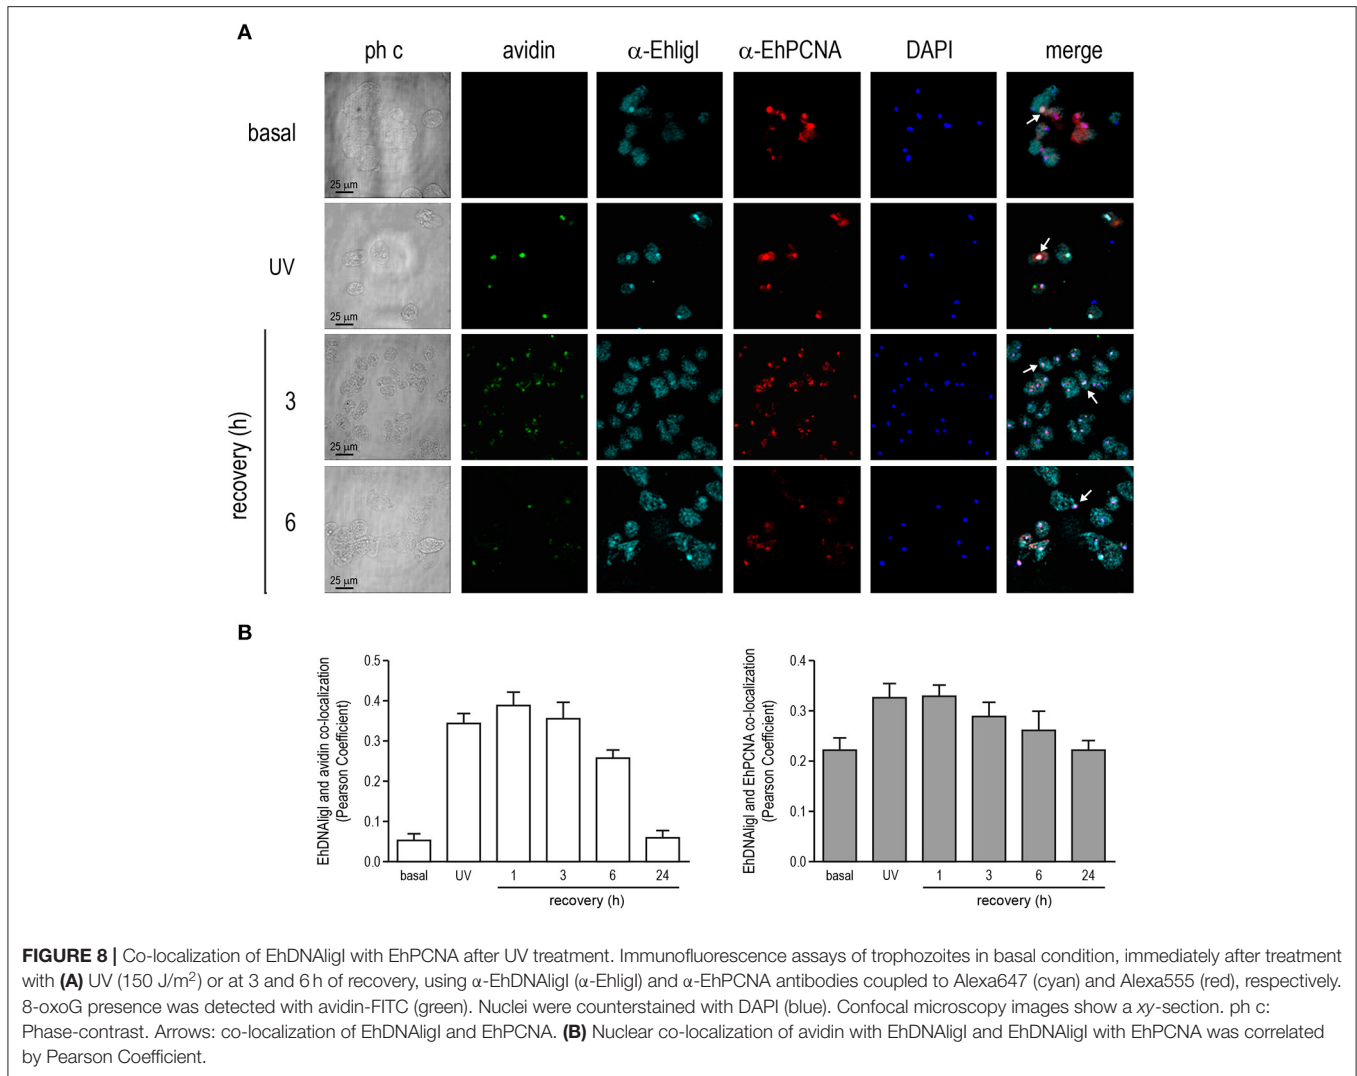 A
ph c avidin α-EhligI α-EhPCNA DAPI merge
basal
25 µm
UV
25 µm
recovery (h)
3
25 µm
6
25 µm
B
EhDNAligI and avidin co-localization
(Pearson Coefficient)
0.5
0.4
0.3
0.2
0.1
0.0
basal UV 1 3 6 24
recovery (h)
EhDNAligI and EhPCNA co-localization
(Pearson Coefficient)
0.4
0.3
0.2
0.1
0.0
basal UV 1 3 6 24
recovery (h)
FIGURE 8 | Co-localization of EhDNAligI with EhPCNA after UV treatment. Immunofluorescence assays of trophozoites in basal condition, immediately after treatment
with (A) UV (150 J/m2) or at 3 and 6 h of recovery, using α-EhDNAligI (α-EhligI) and α-EhPCNA antibodies coupled to Alexa647 (cyan) and Alexa555 (red), respectively.
8-oxoG presence was detected with avidin-FITC (green). Nuclei were counterstained with DAPI (blue). Confocal microscopy images show a xy-section. ph c:
Phase-contrast. Arrows: co-localization of EhDNAligI and EhPCNA. (B) Nuclear co-localization of avidin with EhDNAligI and EhDNAligI with EhPCNA was correlated
by Pearson Coefficient.